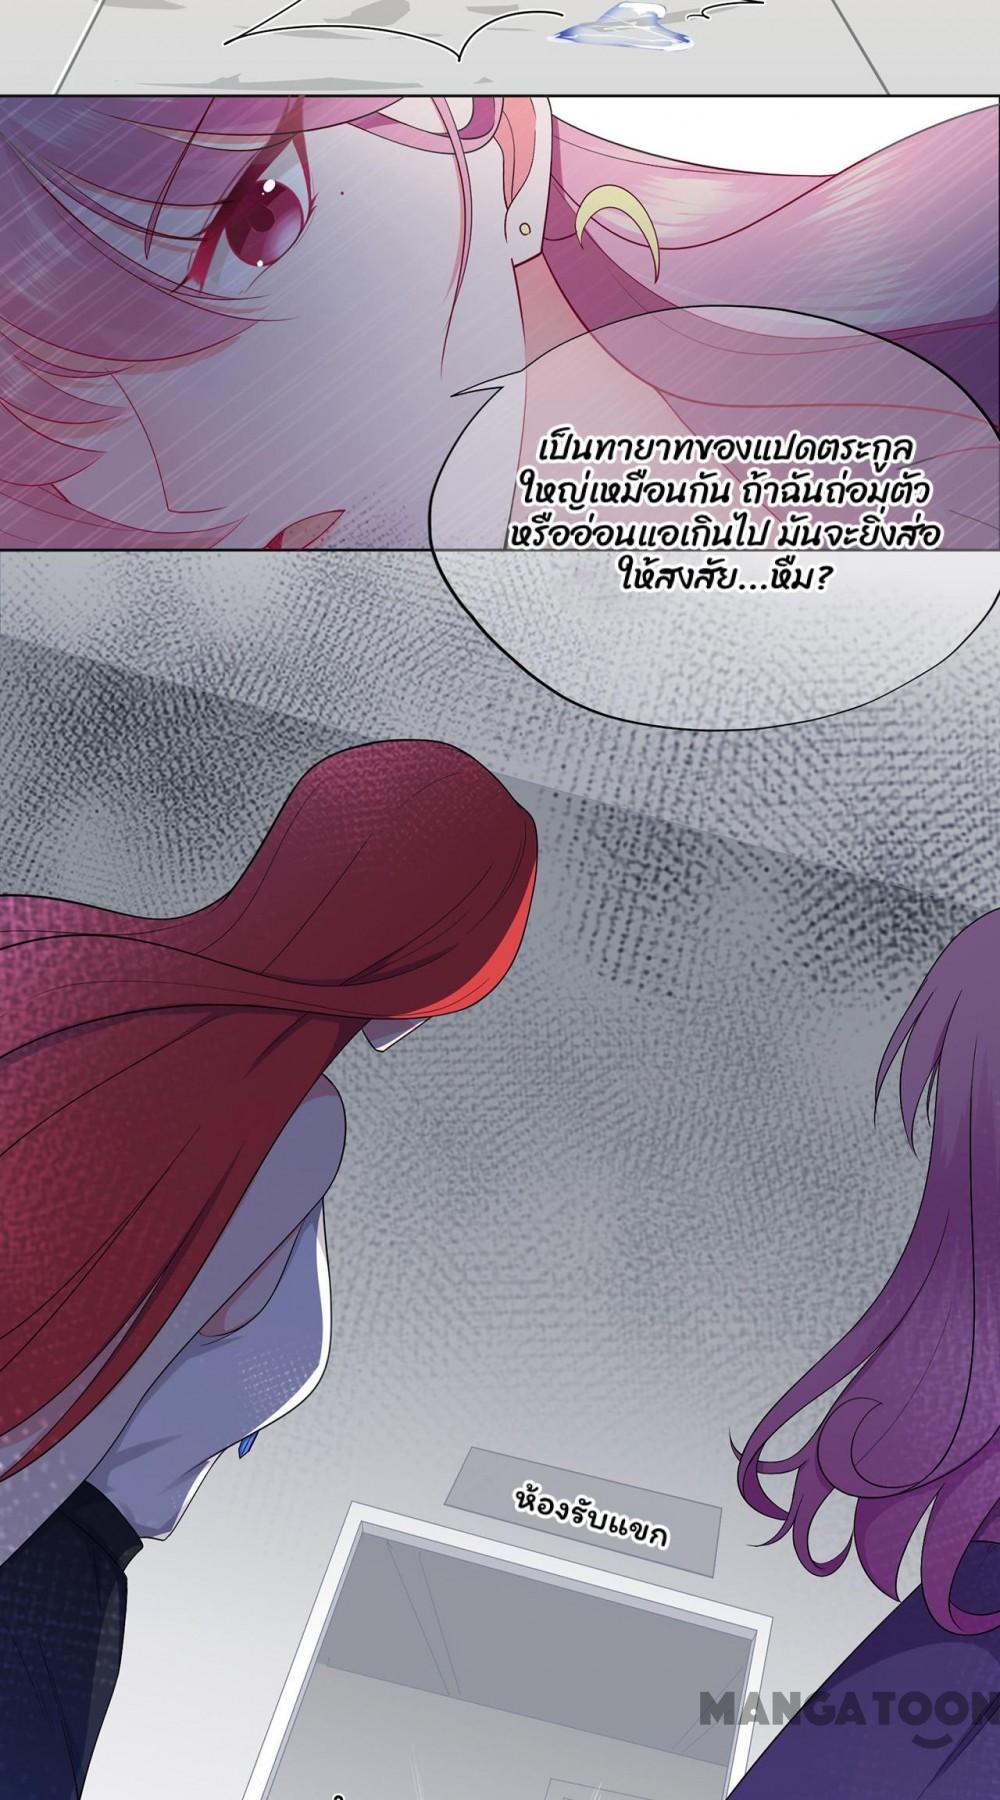 เป็นทายาทของแปดตระกูล
ใหญ่เหมือนกัน ถ้าฉันถ่อมตัว
หรืออ่อนแอเกินไป มันจะยิ่งส่อ
ให้สงสัย...หืม?
ห้องรับแขก
MANGATOON